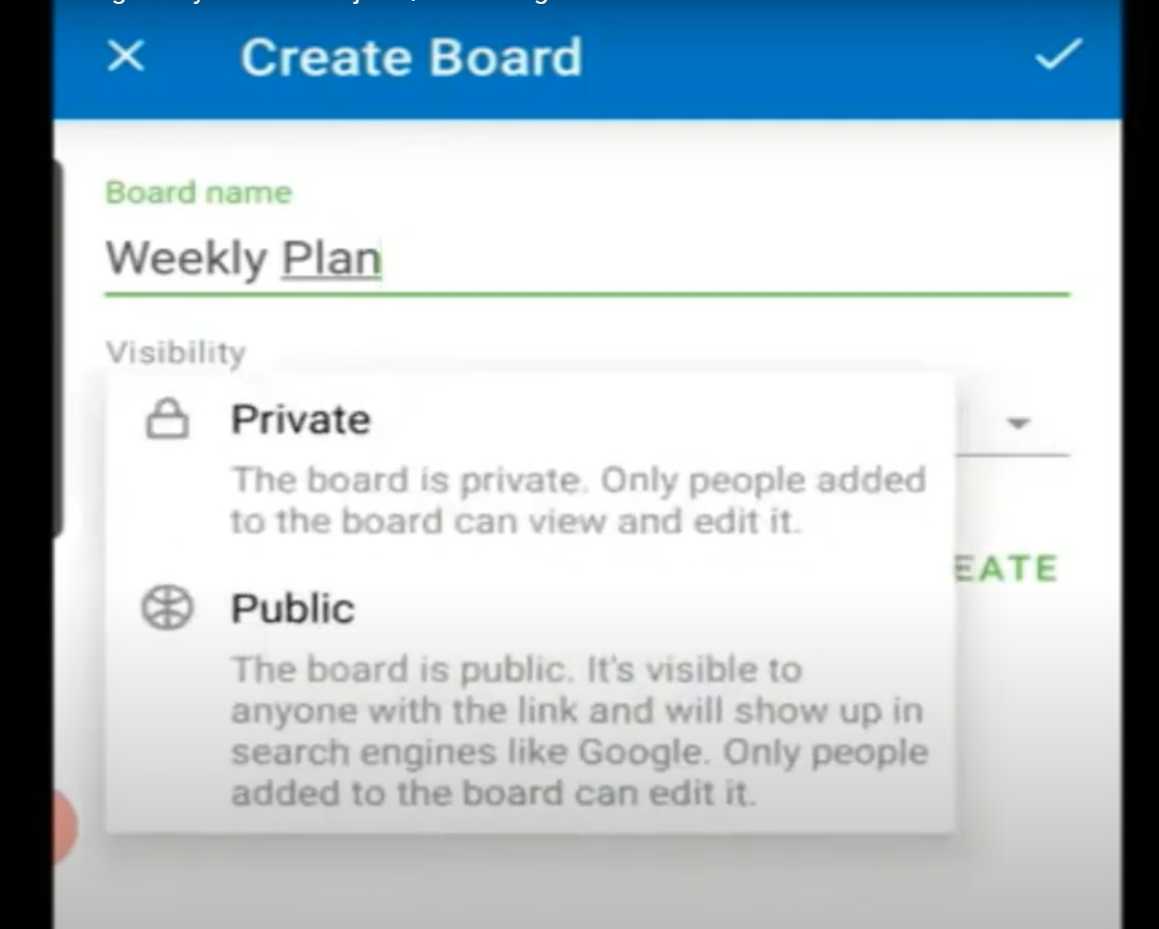 Create Board
Board name
Weekly Plan
Visibility
Private
The board is private. Only people added
to the board can view and edit it.
EATE
Public
The board is public. It's visible to
anyone with the link and will show up in
search engines like Google. Only people
added to the board can edit it.